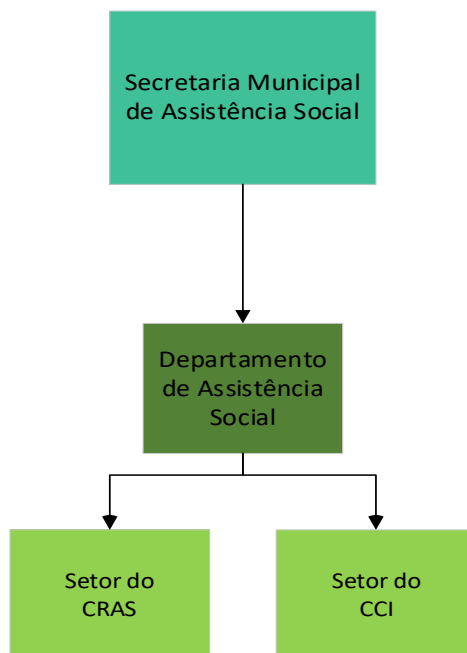 Secretaria Municipal
de Assistência Social
Departamento
de Assistência
Social
Setor do
CRAS
Setor do
CCI